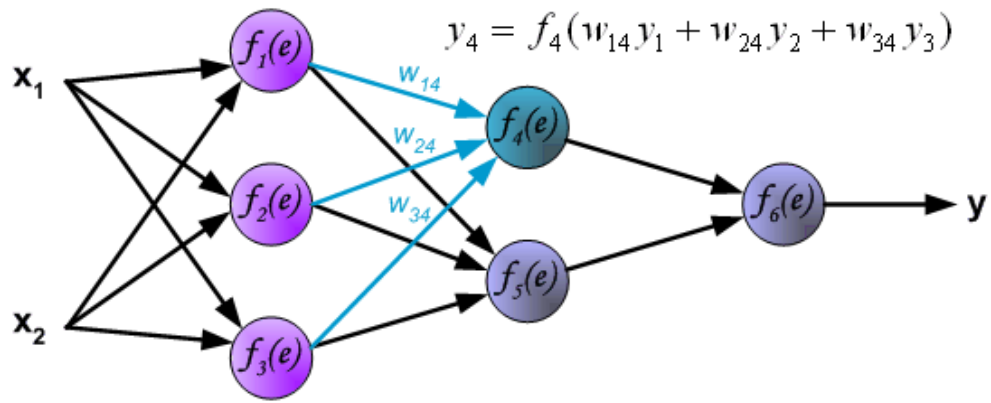 y₄ = f₄(w₁₄y₁ + w₂₄y₂ + w₃₄y₃)
f₁(e)
x₁
w₁₄
f₄(e)
w₂₄
f₂(e)
w₃₄
f₆(e)
y
f₅(e)
x₂
f₃(e)